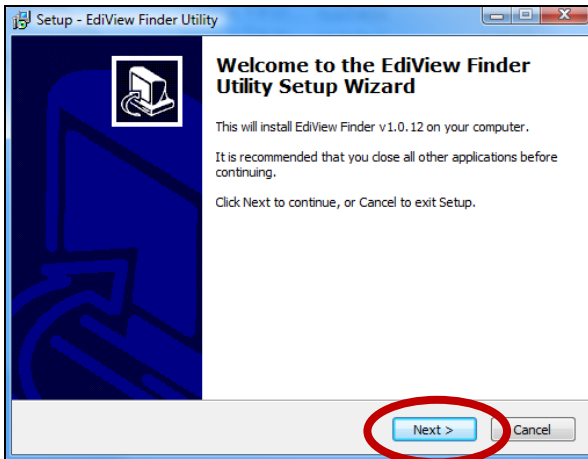 Setup - EdiView Finder Utility
Welcome to the EdiView Finder
Utility Setup Wizard
This will install EdiView Finder v1.0.12 on your computer.
It is recommended that you close all other applications before
continuing.
Click Next to continue, or Cancel to exit Setup.
Next >
Cancel